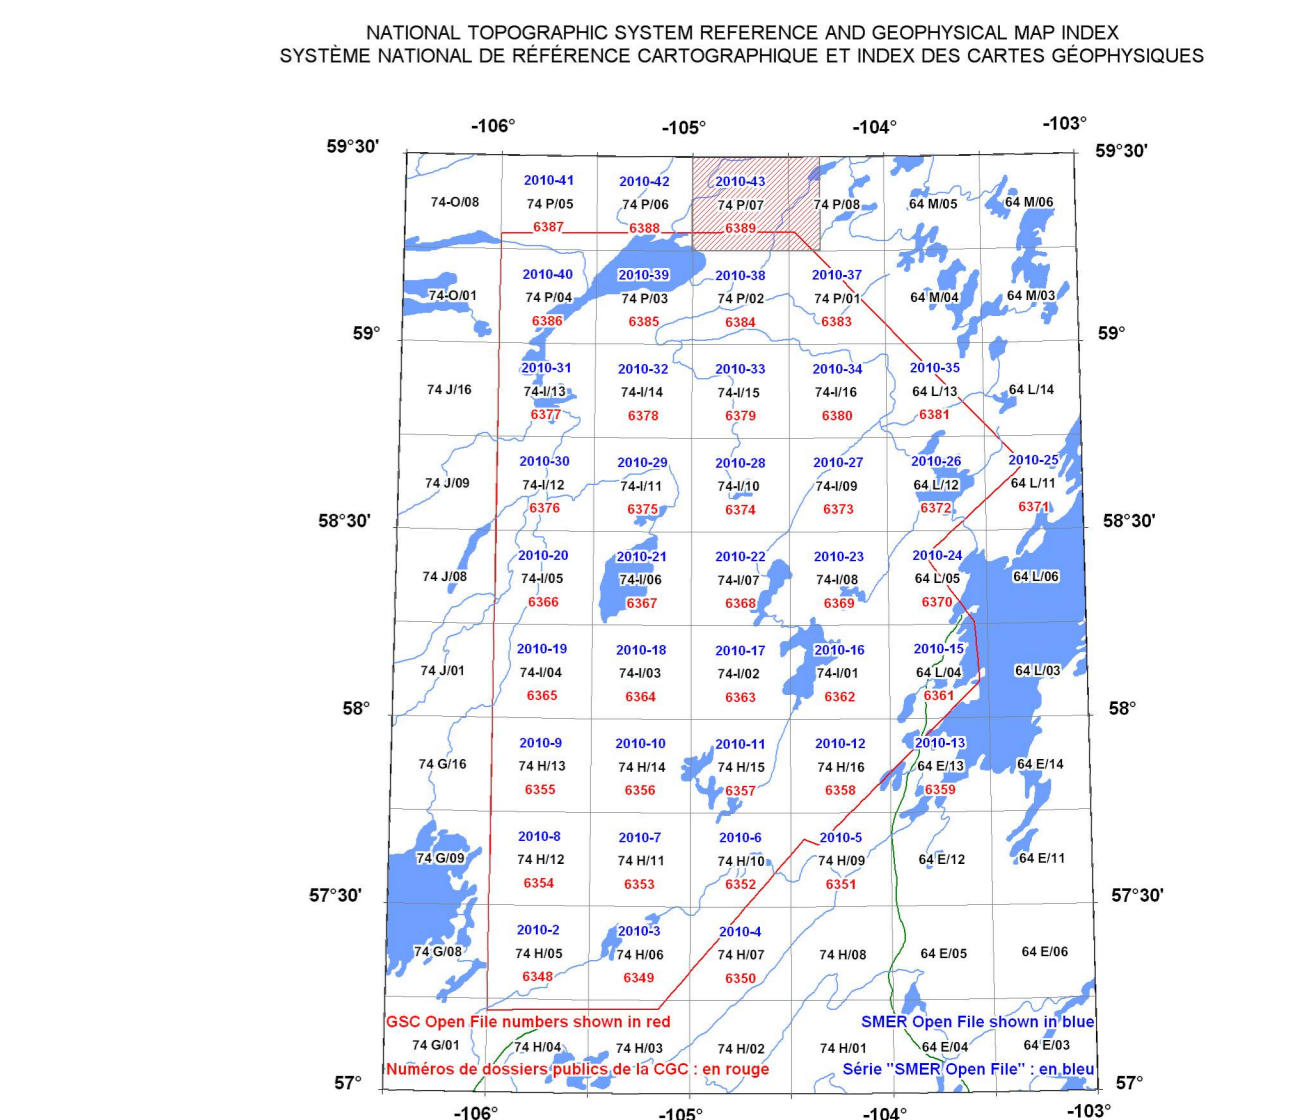 NATIONAL TOPOGRAPHIC SYSTEM REFERENCE AND GEOPHYSICAL MAP INDEX
SYSTÈME NATIONAL DE RÉFÉRENCE CARTOGRAPHIQUE ET INDEX DES CARTES GÉOPHYSIQUES
-106° -105° -104° -103°
59°30' 59°30'
2010-41 2010-42 2010-43
74-O/08 74 P/05 74 P/06 74 P/07 74 P/08 64 M/05 64 M/06
6387 6388 6389
2010-40 2010-39 2010-38 2010-37
74-O/01 74 P/04 74 P/03 74 P/02 74 P/01 64 M/04 64 M/03
6386 6385 6384 6383
59° 59°
2010-31 2010-32 2010-33 2010-34 2010-35
74 J/16 74-I/13 74-I/14 74-I/15 74-I/16 64 L/13 64 L/14
6377 6378 6379 6380 6381
2010-30 2010-29 2010-28 2010-27 2010-26 2010-25
74 J/09 74-I/12 74-I/11 74-I/10 74-I/09 64 L/12 64 L/11
6376 6375 6374 6373 6372 6371
58°30' 58°30'
2010-20 2010-21 2010-22 2010-23 2010-24
74 J/08 74-I/05 74-I/06 74-I/07 74-I/08 64 L/05 64 L/06
6366 6367 6368 6369 6370
2010-19 2010-18 2010-17 2010-16 2010-15
74 J/01 74-I/04 74-I/03 74-I/02 74-I/01 64 L/04 64 L/03
6365 6364 6363 6362 6361
58° 58°
2010-9 2010-10 2010-11 2010-12 2010-13
74 G/16 74 H/13 74 H/14 74 H/15 74 H/16 64 E/13 64 E/14
6355 6356 6357 6358 6359
2010-8 2010-7 2010-6 2010-5
74 G/09 74 H/12 74 H/11 74 H/10 74 H/09 64 E/12 64 E/11
6354 6353 6352 6351
57°30' 57°30'
2010-2 2010-3 2010-4
74 G/08 74 H/05 74 H/06 74 H/07 74 H/08 64 E/05 64 E/06
6348 6349 6350
GSC Open File numbers shown in red SMER Open File shown in blue
74 G/01 74 H/04 74 H/03 74 H/02 74 H/01 64 E/04 64 E/03
Numéros de dossiers publics de la CGC : en rouge Série "SMER Open File" : en bleu
57° 57°
-106° -105° -104° -103°